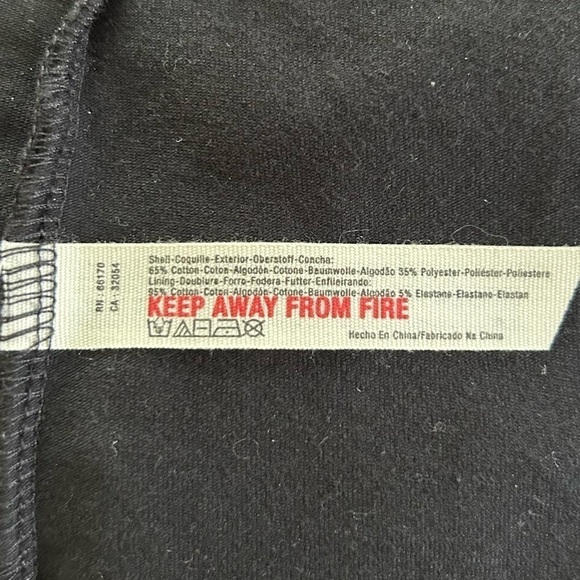 RN - 66170
CA - 32054
Shell-Coquille-Exterior-Oberstoff-Concha:
65% Cotton-Coton-Algodón-Cotone-Baumwolle-Algodão 35% Polyester-Poliéster-Poliestere
Lining-Doublure-Forro-Fodera-Futter-Enfileirando:
95% Cotton-Coton-Algodón-Cotone-Baumwolle-Algodão 5% Elastane-Elastano-Elastan
KEEP AWAY FROM FIRE
Hecho En China/Fabricado Na China